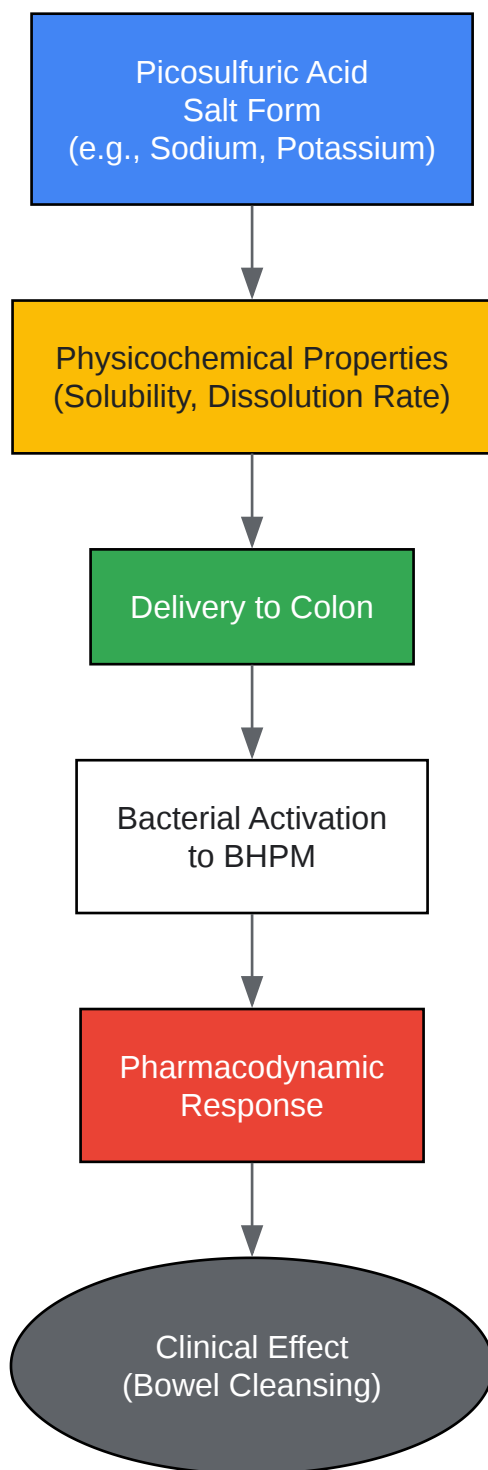 Picosulfuric Acid
Salt Form
(e.g., Sodium, Potassium)
Physicochemical Properties
(Solubility, Dissolution Rate)
Delivery to Colon
Bacterial Activation
to BHPM
Pharmacodynamic
Response
Clinical Effect
(Bowel Cleansing)